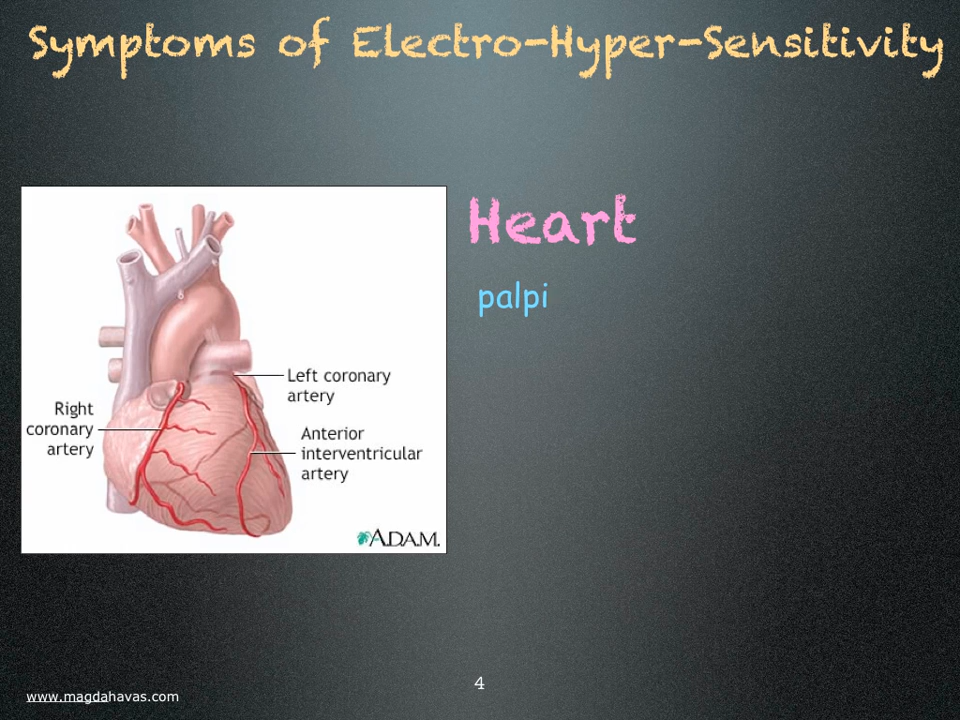 Symptoms of Electro-Hyper-Sensitivity
Heart
palpi
Left coronary
artery
Right
coronary
artery
Anterior
interventricular
artery
A.D.A.M.
4
www.magdahavas.com